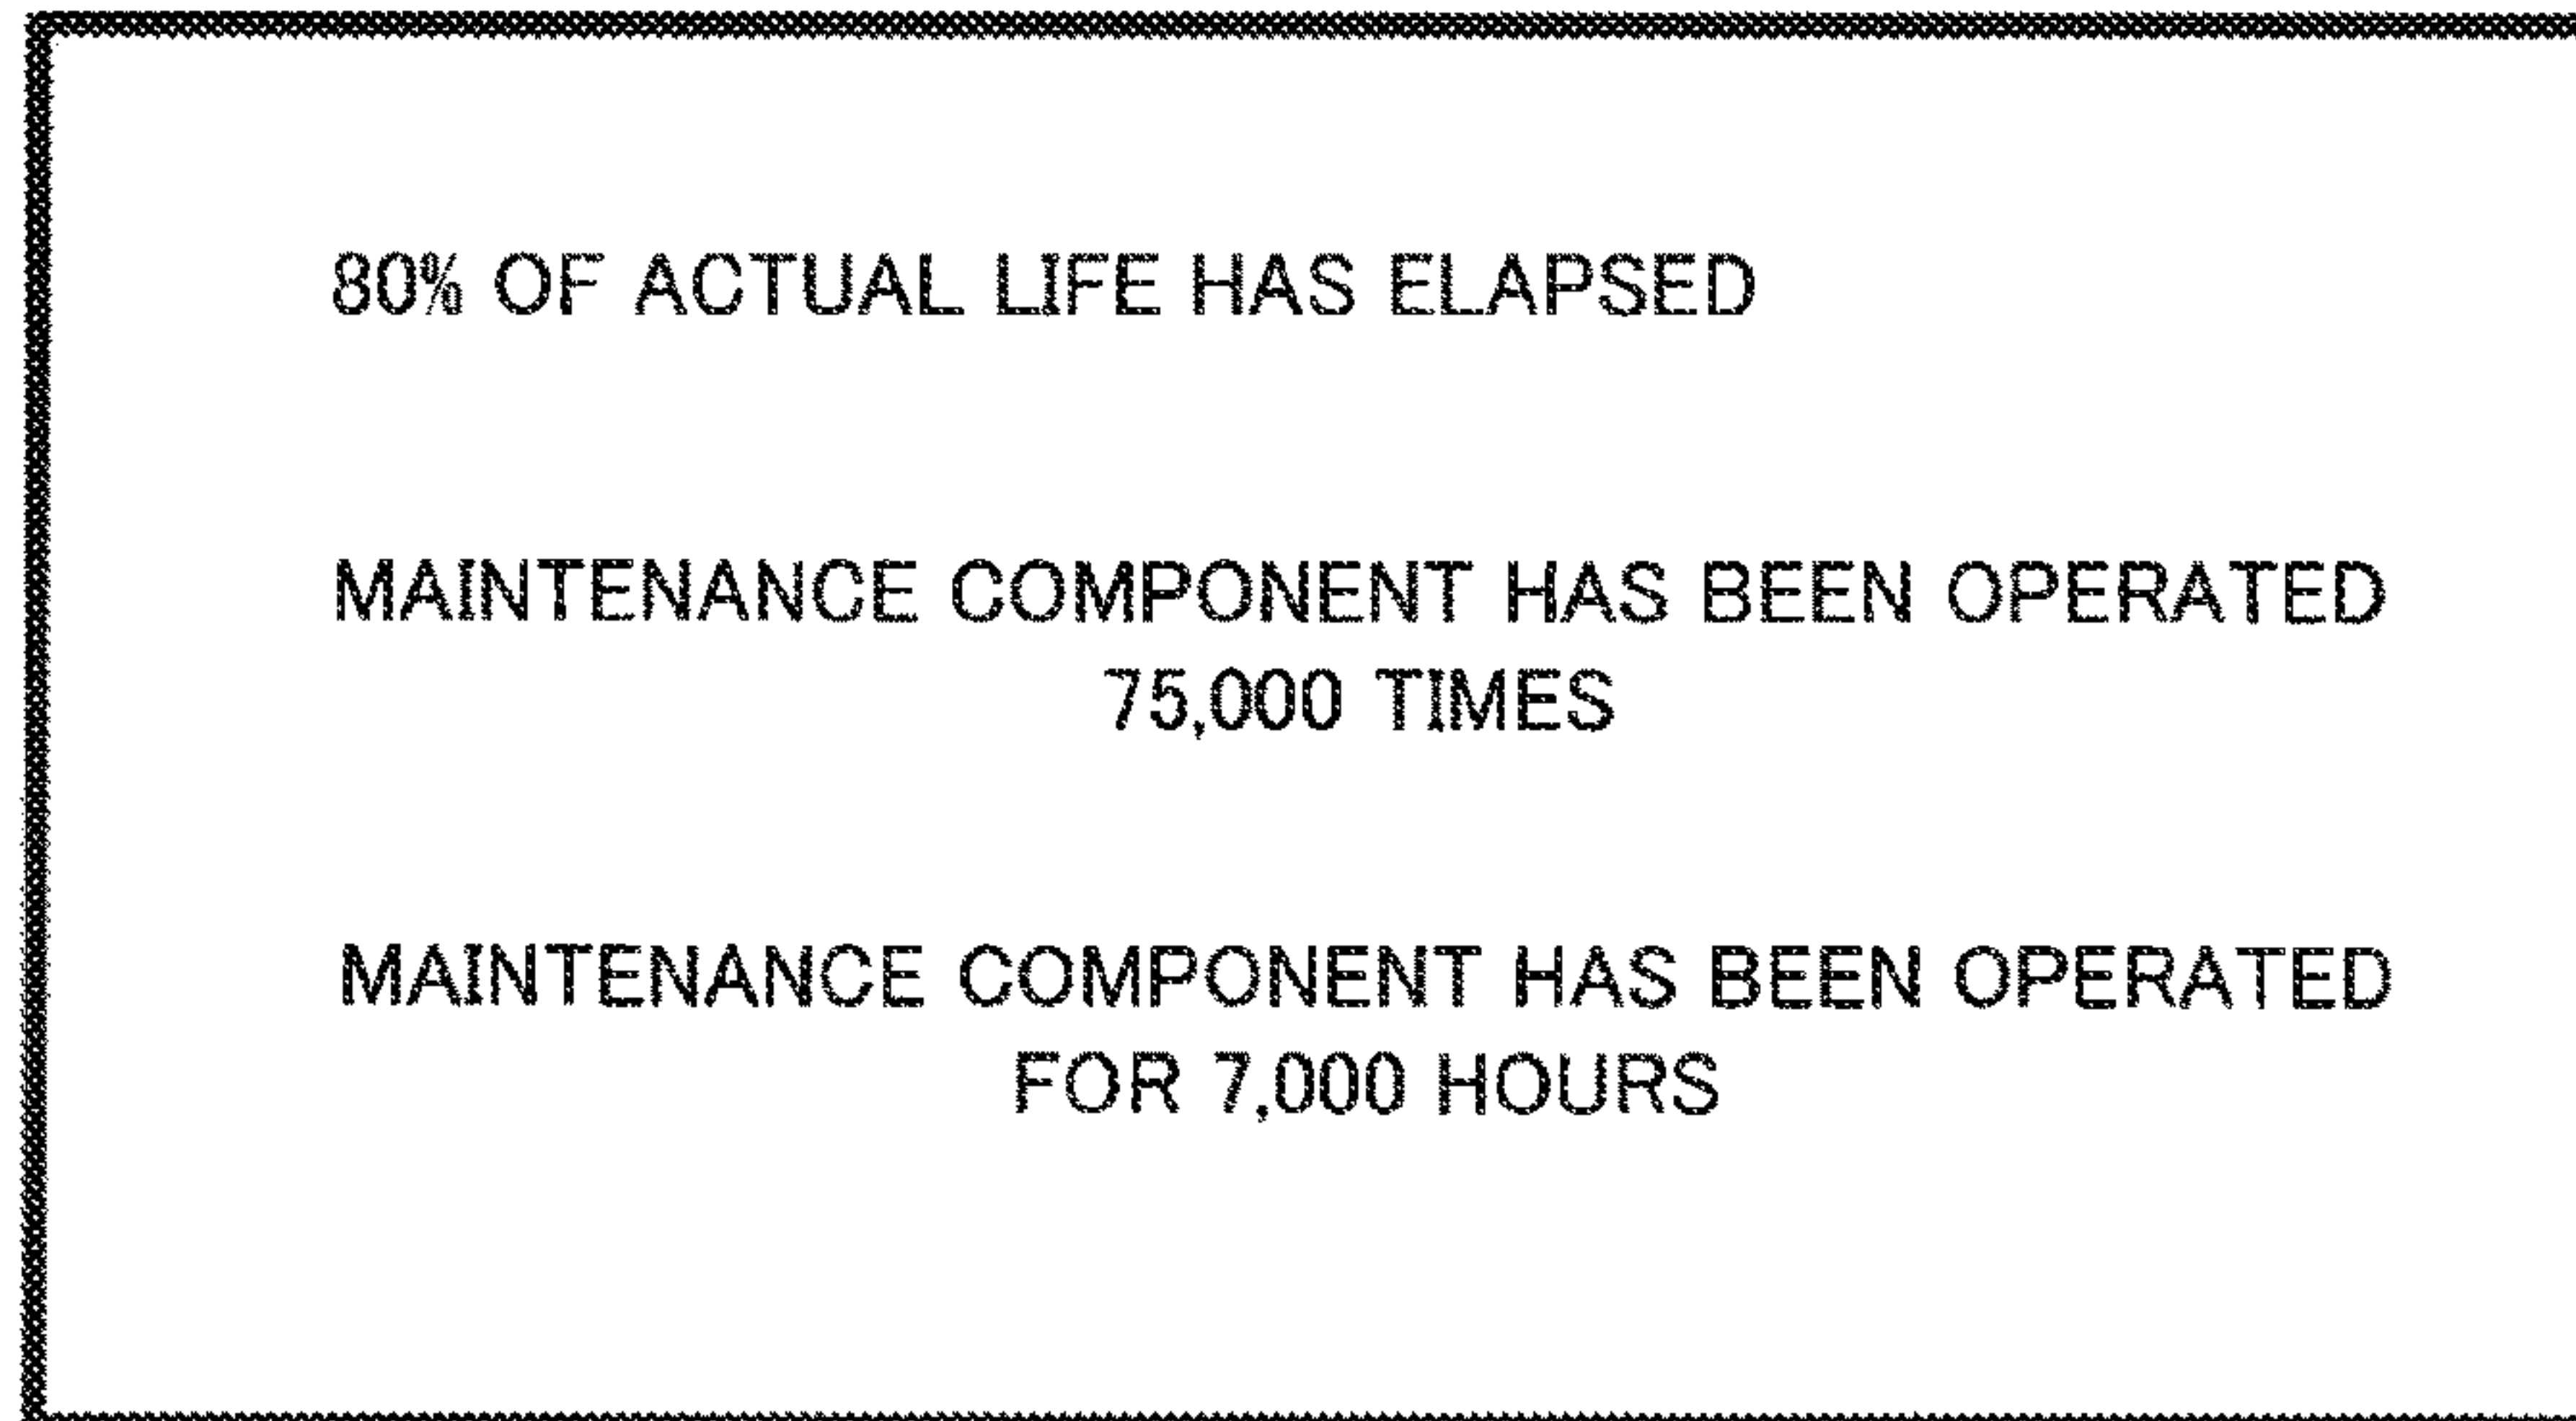 80% OF ACTUAL LIFE HAS ELAPSED
MAINTENANCE COMPONENT HAS BEEN OPERATED
75,000 TIMES
MAINTENANCE COMPONENT HAS BEEN OPERATED
FOR 7,000 HOURS